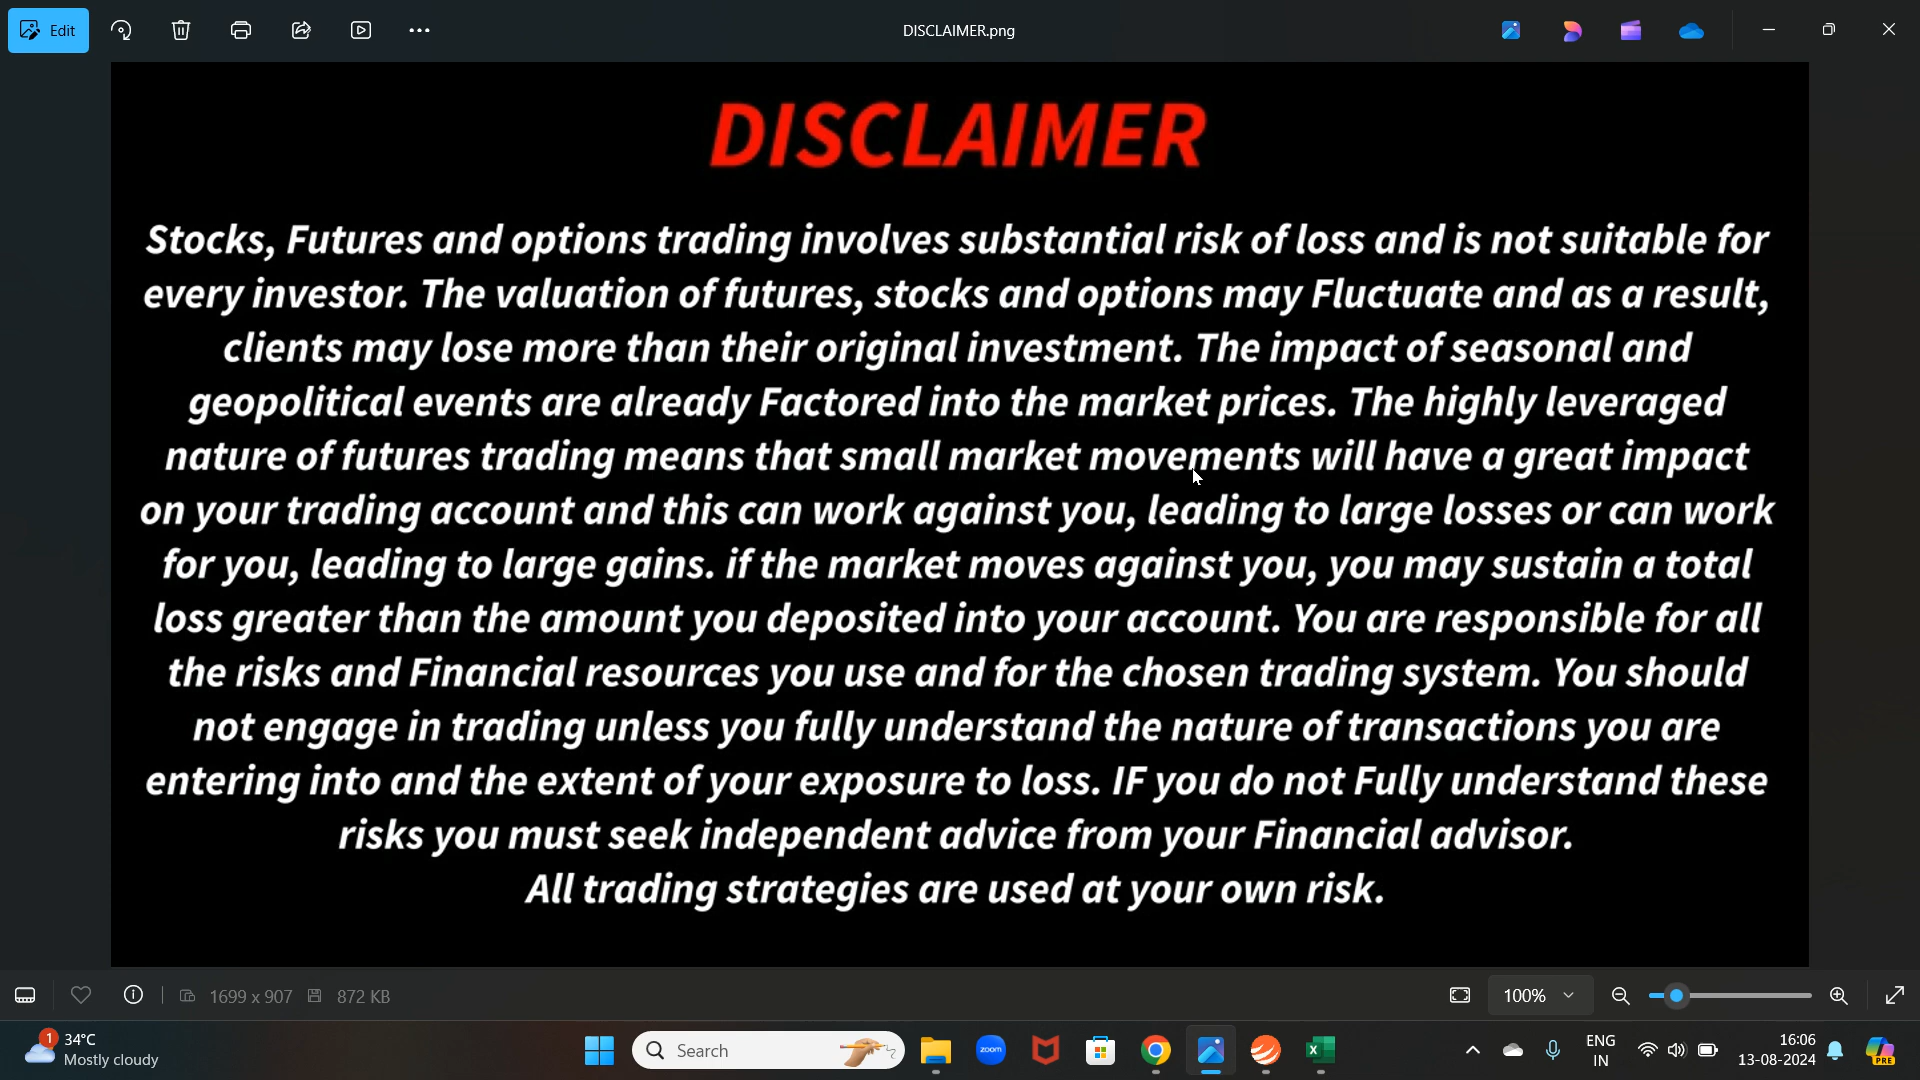 Edit
DISCLAIMER.png
DISCLAIMER
Stocks, Futures and options trading involves substantial risk of loss and is not suitable for
every investor. The valuation of futures, stocks and options may Fluctuate and as a result,
clients may lose more than their original investment. The impact of seasonal and
geopolitical events are already Factored into the market prices. The highly leveraged
nature of futures trading means that small market movements will have a great impact
on your trading account and this can work against you, leading to large losses or can work
for you, leading to large gains. if the market moves against you, you may sustain a total
loss greater than the amount you deposited into your account. You are responsible for all
the risks and Financial resources you use and for the chosen trading system. You should
not engage in trading unless you fully understand the nature of transactions you are
entering into and the extent of your exposure to loss. IF you do not Fully understand these
risks you must seek independent advice from your Financial advisor.
All trading strategies are used at your own risk.
1699 x 907 872 KB
100%
1
34°C
Mostly cloudy
Search
zoom
ENG
IN
16:06
13-08-2024
PRE